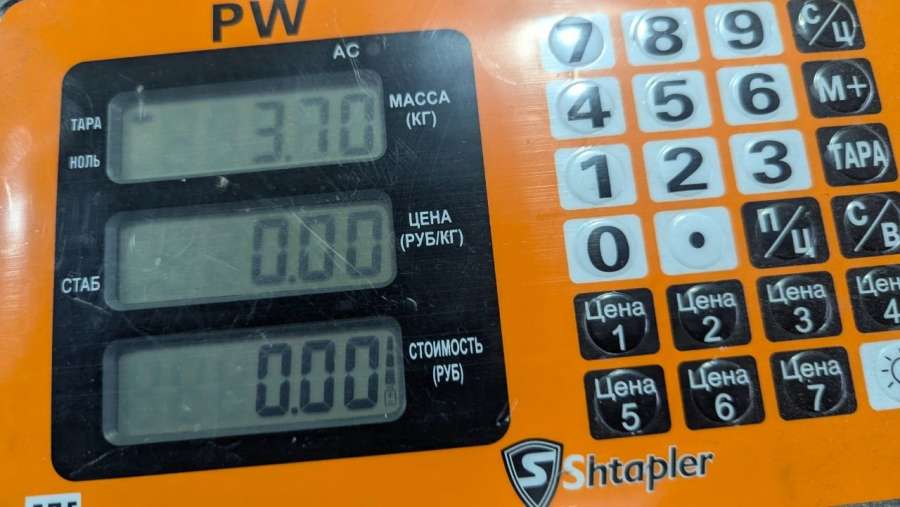 PW
AC
ТАРА
НОЛЬ
3.70
МАССА
(КГ)
СТАБ
0.00
ЦЕНА
(РУБ/КГ)
0.00
СТОИМОСТЬ
(РУБ)
7 8 9 С/Ц
4 5 6 М+
1 2 3 ТАРА
0 . П/Ц С/В
Цена 1 Цена 2 Цена 3 Цена 4
Цена 5 Цена 6 Цена 7
Shtapler